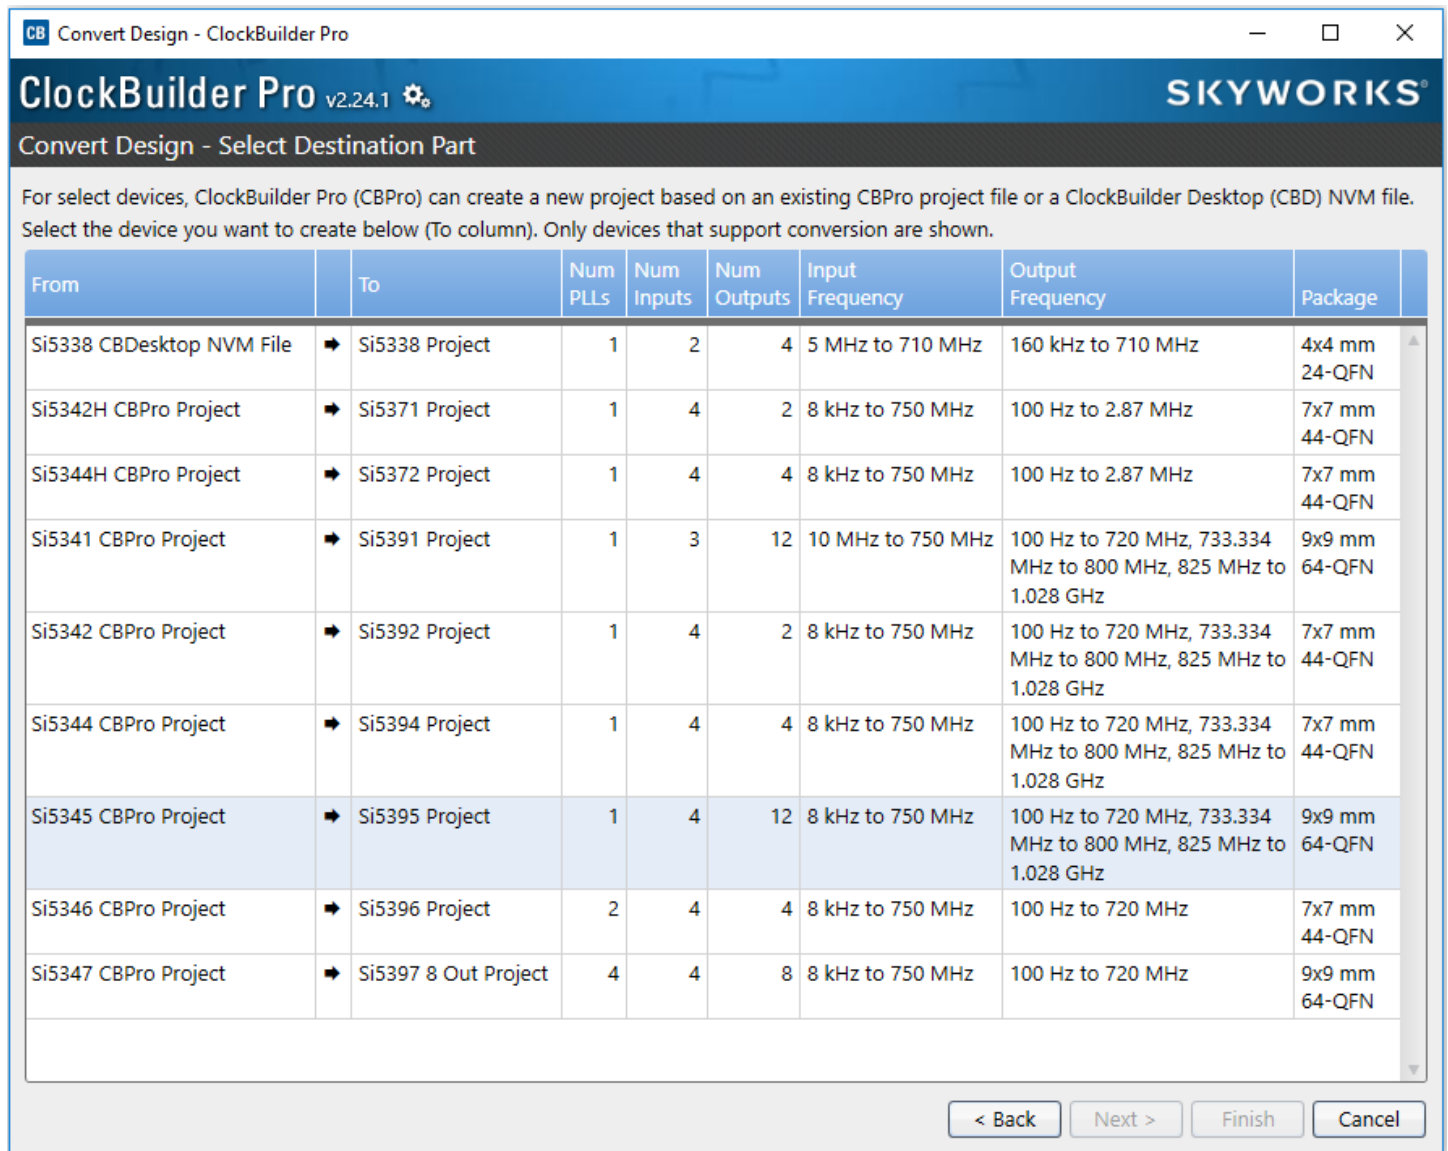 CB Convert Design - ClockBuilder Pro
ClockBuilder Pro v2.24.1
SKYWORKS
Convert Design - Select Destination Part
For select devices, ClockBuilder Pro (CBPro) can create a new project based on an existing CBPro project file or a ClockBuilder Desktop (CBD) NVM file.
Select the device you want to create below (To column). Only devices that support conversion are shown.
From To Num PLLs Num Inputs Num Outputs Input Frequency Output Frequency Package
Si5338 CBDesktop NVM File ➡ Si5338 Project 1 2 4 5 MHz to 710 MHz 160 kHz to 710 MHz 4x4 mm
24-QFN
Si5342H CBPro Project ➡ Si5371 Project 1 4 2 8 kHz to 750 MHz 100 Hz to 2.87 MHz 7x7 mm
44-QFN
Si5344H CBPro Project ➡ Si5372 Project 1 4 4 8 kHz to 750 MHz 100 Hz to 2.87 MHz 7x7 mm
44-QFN
Si5341 CBPro Project ➡ Si5391 Project 1 3 12 10 MHz to 750 MHz 100 Hz to 720 MHz, 733.334 9x9 mm
MHz to 800 MHz, 825 MHz to 64-QFN
1.028 GHz
Si5342 CBPro Project ➡ Si5392 Project 1 4 2 8 kHz to 750 MHz 100 Hz to 720 MHz, 733.334 7x7 mm
MHz to 800 MHz, 825 MHz to 44-QFN
1.028 GHz
Si5344 CBPro Project ➡ Si5394 Project 1 4 4 8 kHz to 750 MHz 100 Hz to 720 MHz, 733.334 7x7 mm
MHz to 800 MHz, 825 MHz to 44-QFN
1.028 GHz
Si5345 CBPro Project ➡ Si5395 Project 1 4 12 8 kHz to 750 MHz 100 Hz to 720 MHz, 733.334 9x9 mm
MHz to 800 MHz, 825 MHz to 64-QFN
1.028 GHz
Si5346 CBPro Project ➡ Si5396 Project 2 4 4 8 kHz to 750 MHz 100 Hz to 720 MHz 7x7 mm
44-QFN
Si5347 CBPro Project ➡ Si5397 8 Out Project 4 4 8 8 kHz to 750 MHz 100 Hz to 720 MHz 9x9 mm
64-QFN
< Back Next > Finish Cancel